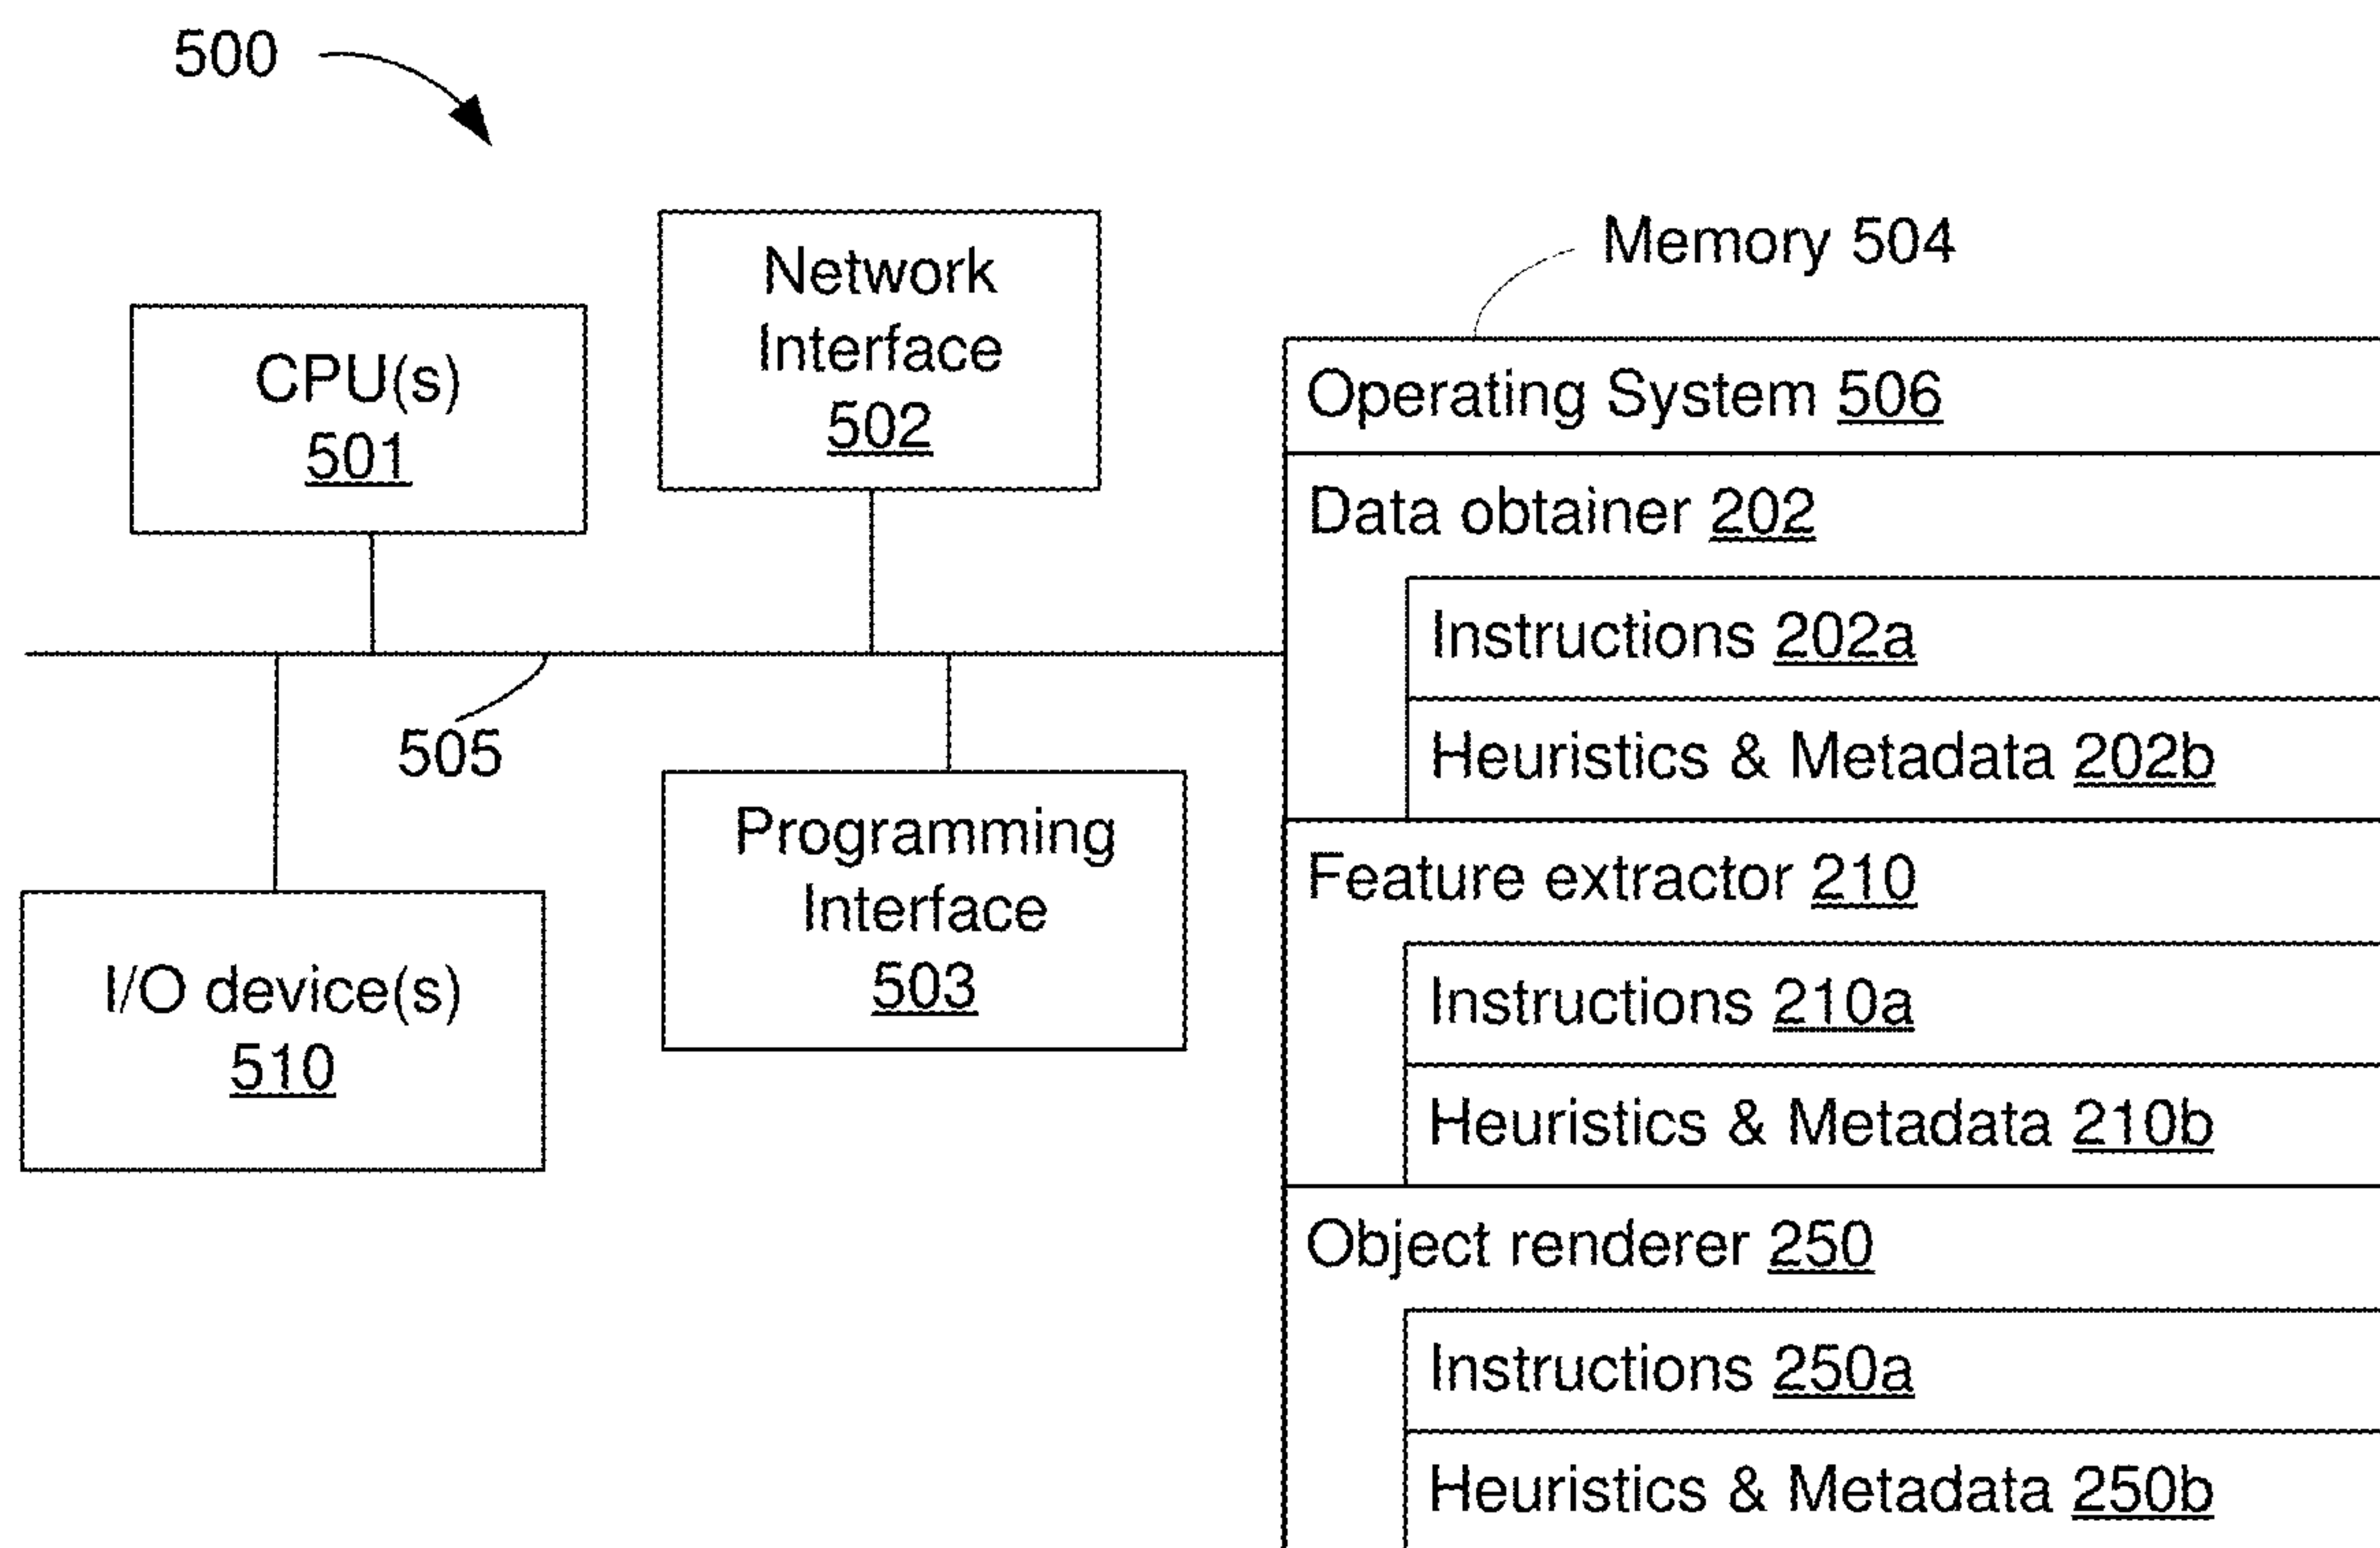 500
Memory 504
Network
Interface
502
CPU(s)
501
505
Programming
Interface
503
I/O device(s)
510
Operating System 506
Data obtainer 202
Instructions 202a
Heuristics & Metadata 202b
Feature extractor 210
Instructions 210a
Heuristics & Metadata 210b
Object renderer 250
Instructions 250a
Heuristics & Metadata 250b